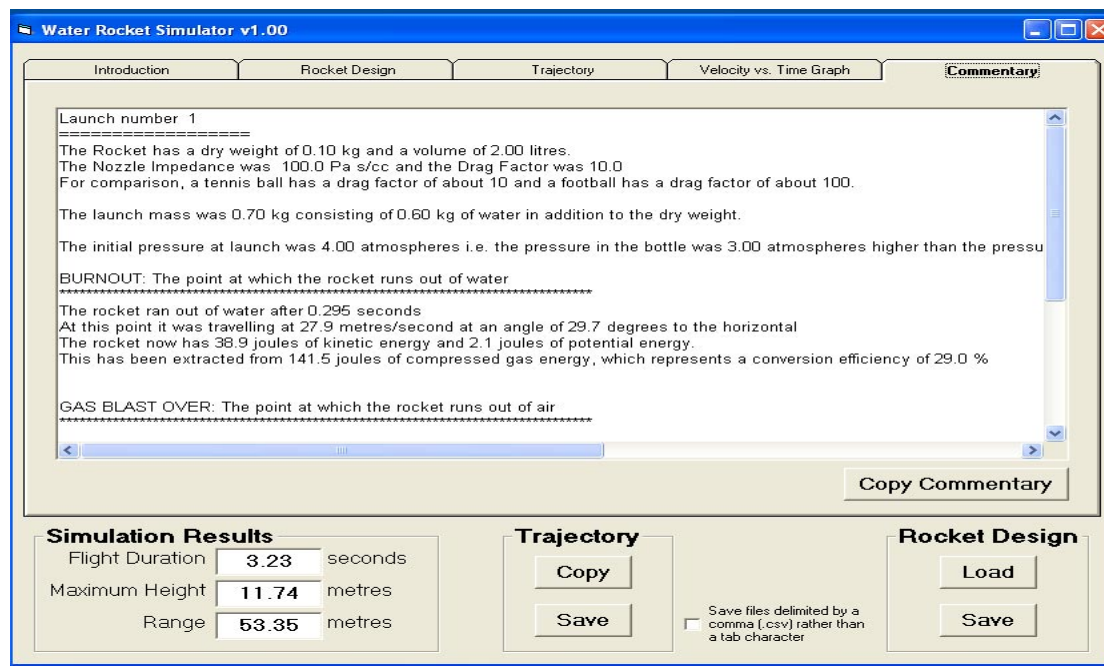 Water Rocket Simulator v1.00
Introduction
Rocket Design
Trajectory
Velocity vs. Time Graph
Commentary
Launch number 1
===================
The Rocket has a dry weight of 0.10 kg and a volume of 2.00 litres.
The Nozzle Impedance was 100.0 Pa s/cc and the Drag Factor was 10.0
For comparison, a tennis ball has a drag factor of about 10 and a football has a drag factor of about 100.
The launch mass was 0.70 kg consisting of 0.60 kg of water in addition to the dry weight.
The initial pressure at launch was 4.00 atmospheres i.e. the pressure in the bottle was 3.00 atmospheres higher than the pressu
BURNOUT: The point at which the rocket runs out of water
********************************************************************************
The rocket ran out of water after 0.295 seconds
At this point it was travelling at 27.9 metres/second at an angle of 29.7 degrees to the horizontal
The rocket now has 38.9 joules of kinetic energy and 2.1 joules of potential energy.
This has been extracted from 141.5 joules of compressed gas energy, which represents a conversion efficiency of 29.0 %
GAS BLAST OVER: The point at which the rocket runs out of air
********************************************************************************
Copy Commentary
Simulation Results
Flight Duration 3.23 seconds
Maximum Height 11.74 metres
Range 53.35 metres
Trajectory
Copy
Save
Save files delimited by a
comma (.csv) rather than
a tab character
Rocket Design
Load
Save